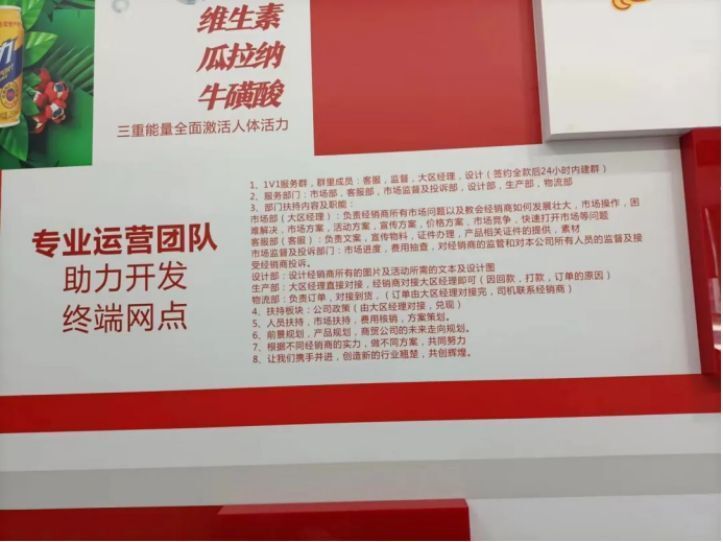 维生素
瓜拉纳
牛磺酸
三重能量全面激活人体活力
专业运营团队
助力开发
终端网点
1、1V1服务群，群里成员：客服，监督，大区经理，设计（签约全款后24小时内建群）
2、服务部门：市场部，客服部，市场监督及投诉部，设计部，生产部，物流部
3、部门扶持内容及职能：
市场部（大区经理）：负责经销商所有市场问题以及教会经销商如何发展壮大，市场操作，困
难解决，市场方案，活动方案，宣传方案，价格方案，市场竞争，快速打开市场等问题
客服部（客服）：负责文案，宣传物料，证件办理，产品相关证件的提供，素材
市场监督及投诉部门：市场进度，费用抽查，对经销商的监管和对本公司所有人员的监督及接
受经销商投诉。
设计部：设计经销商所有的图片及活动所需的文本及设计图
生产部：大区经理直接对接，经销商对接大区经理即可（因回款，打款，订单的原因）
物流部：负责订单，对接到货，（订单由大区经理对接完，司机联系经销商）
4、扶持板块：公司政策（由大区经理对接，兑现）
5、人员扶持，市场扶持，费用核销，方案策划。
6、前景规划，产品规划，商贸公司的未来走向规划。
7、根据不同经销商的实力，做不同方案，共同努力
8、让我们携手并进，创造新的行业翘楚，共创辉煌。